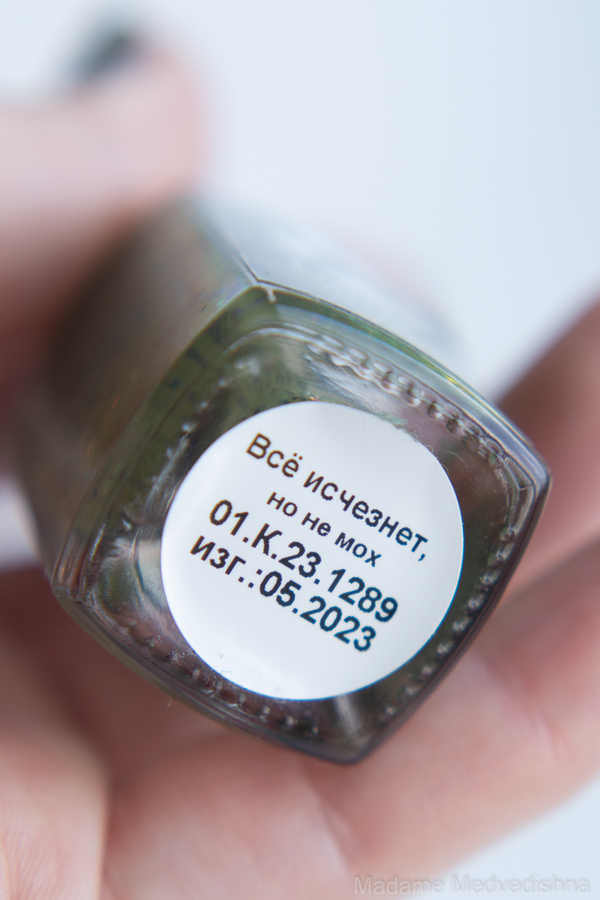 Всё исчезнет,
но не мох
01.К.23.1289
изг.:05.2023
Madame Medvedishna